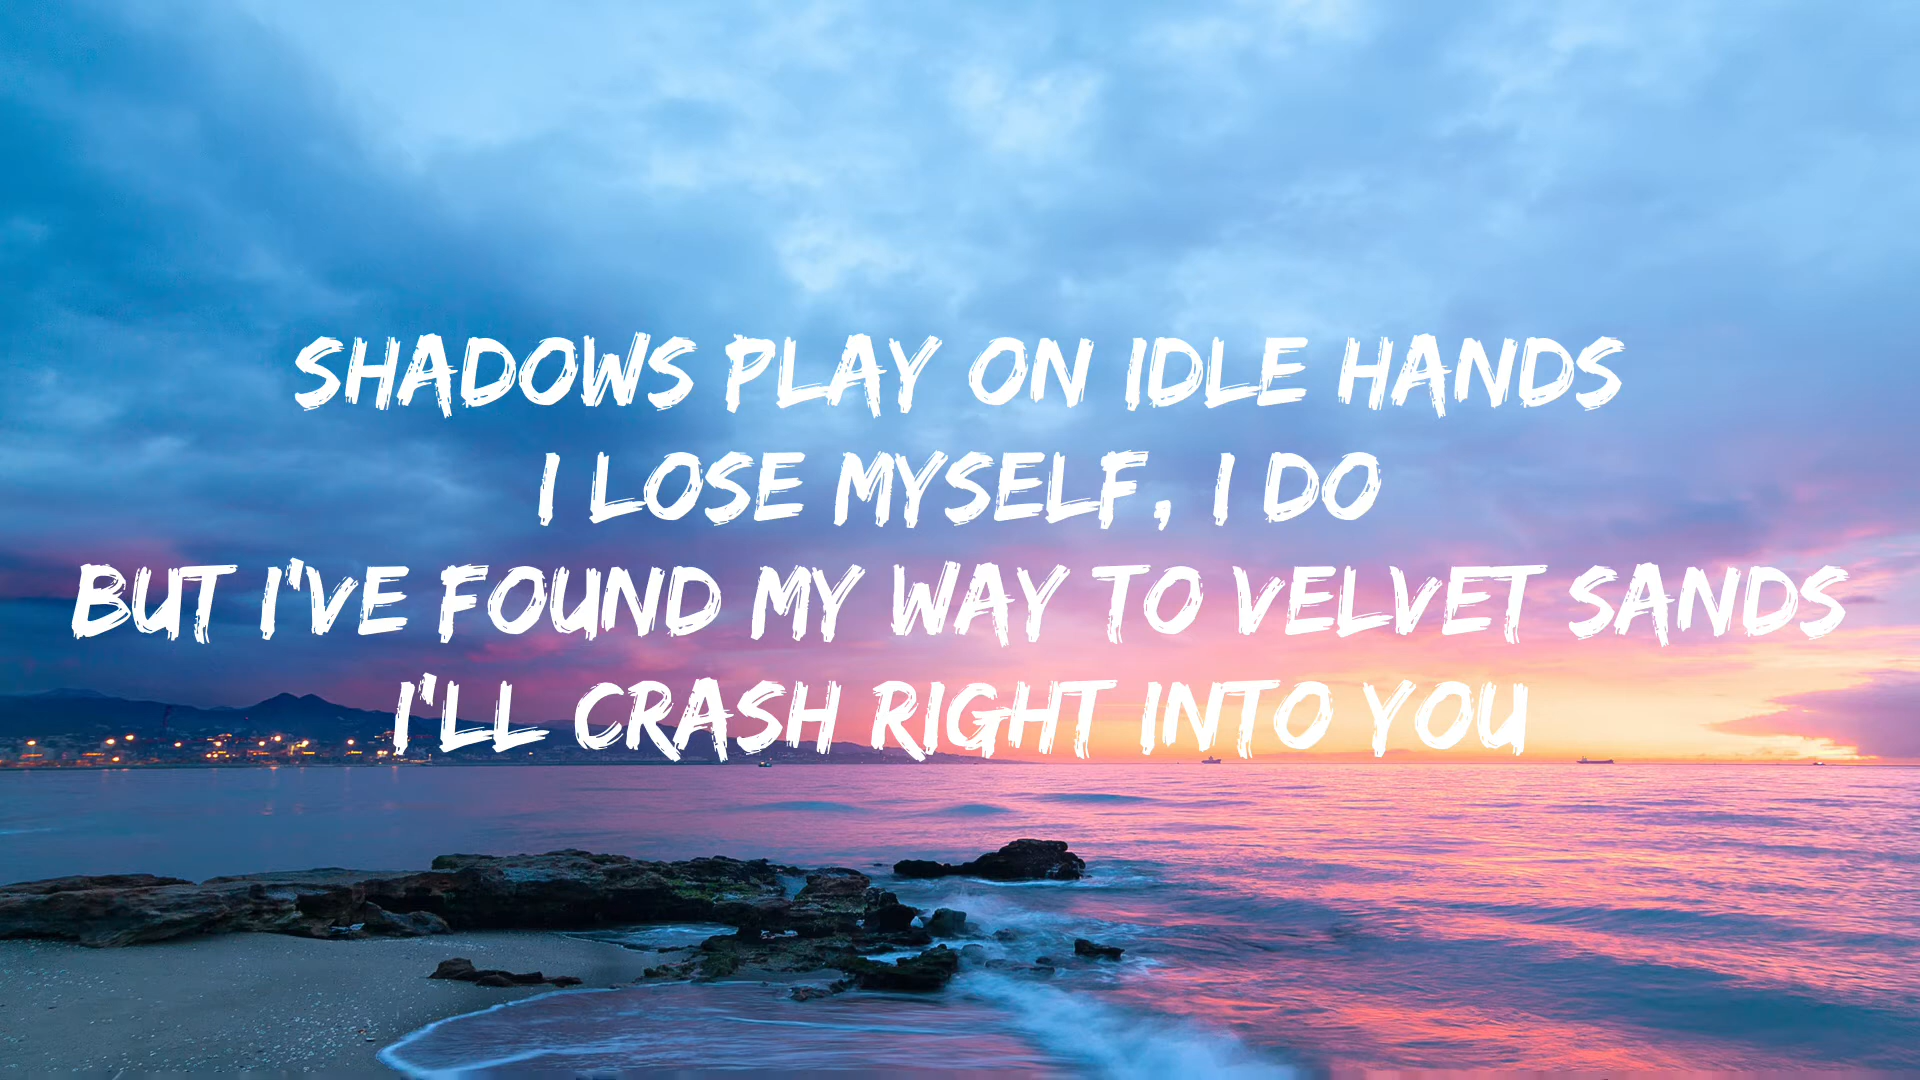 SHADOWS PLAY ON IDLE HANDS
I LOSE MYSELF, I DO
BUT I'VE FOUND MY WAY TO VELVET SANDS
I'LL CRASH RIGHT INTO YOU